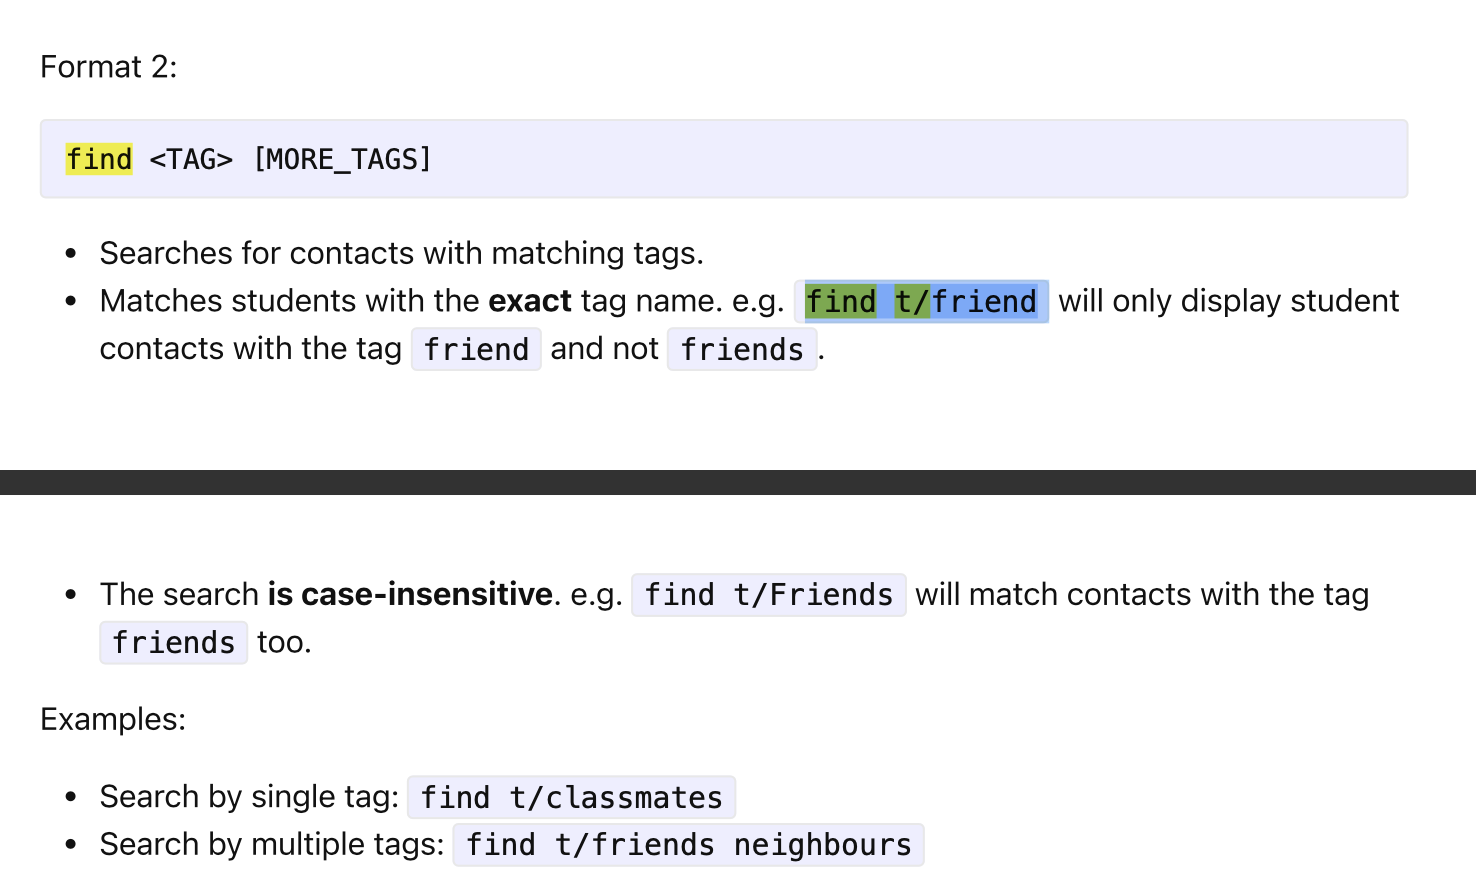 Format 2:
find <TAG> [MORE_TAGS]
• Searches for contacts with matching tags.
• Matches students with the exact tag name. e.g. find t/friend will only display student
contacts with the tag friend and not friends.
• The search is case-insensitive. e.g. find t/Friends will match contacts with the tag
friends too.
Examples:
• Search by single tag: find t/classmates
• Search by multiple tags: find t/friends neighbours